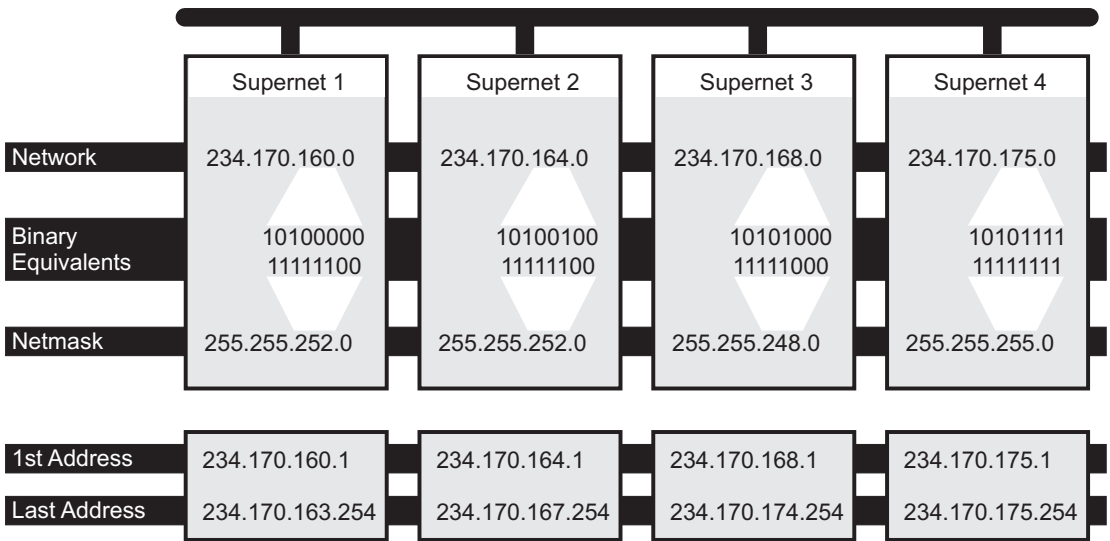 Supernet 1 Supernet 2 Supernet 3 Supernet 4
Network 234.170.160.0 234.170.164.0 234.170.168.0 234.170.175.0
Binary 10100000 10100100 10101000 10101111
Equivalents 11111100 11111100 11111000 11111111
Netmask 255.255.252.0 255.255.252.0 255.255.248.0 255.255.255.0
1st Address 234.170.160.1 234.170.164.1 234.170.168.1 234.170.175.1
Last Address 234.170.163.254 234.170.167.254 234.170.174.254 234.170.175.254